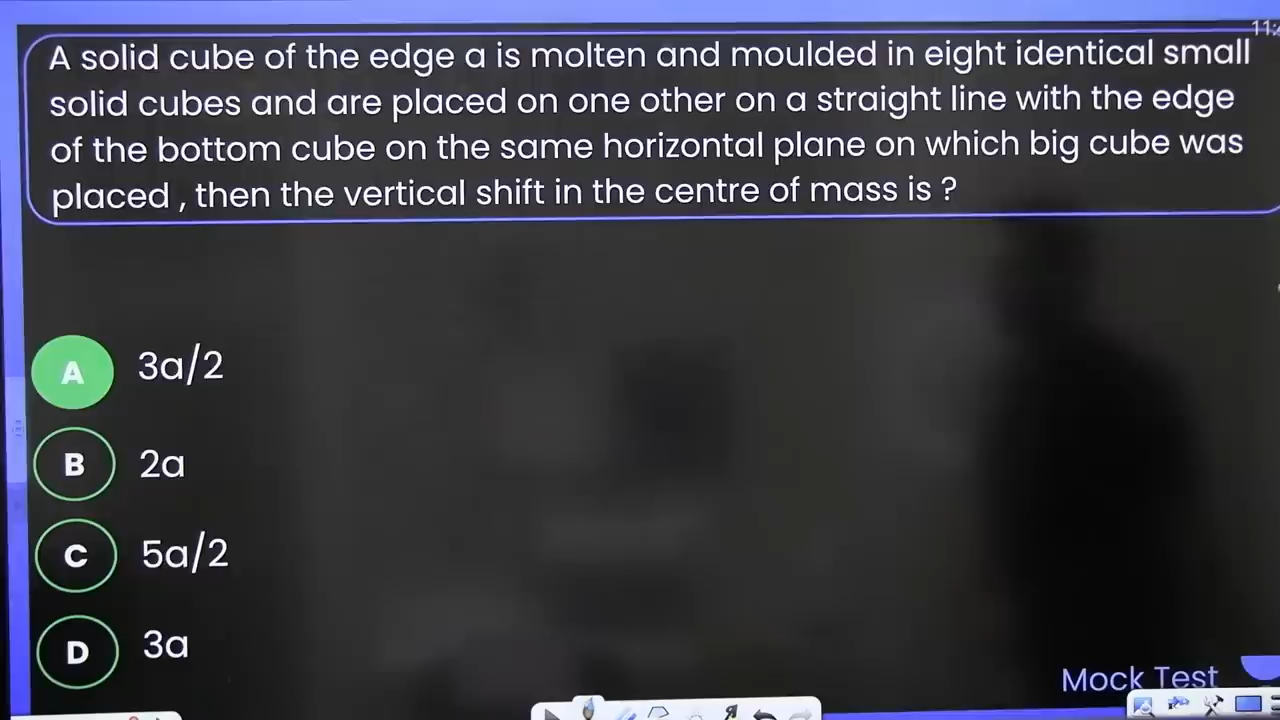 11:
A solid cube of the edge a is molten and moulded in eight identical small
solid cubes and are placed on one other on a straight line with the edge
of the bottom cube on the same horizontal plane on which big cube was
placed , then the vertical shift in the centre of mass is ?
A 3a/2
B 2a
C 5a/2
D 3a
Mock Test